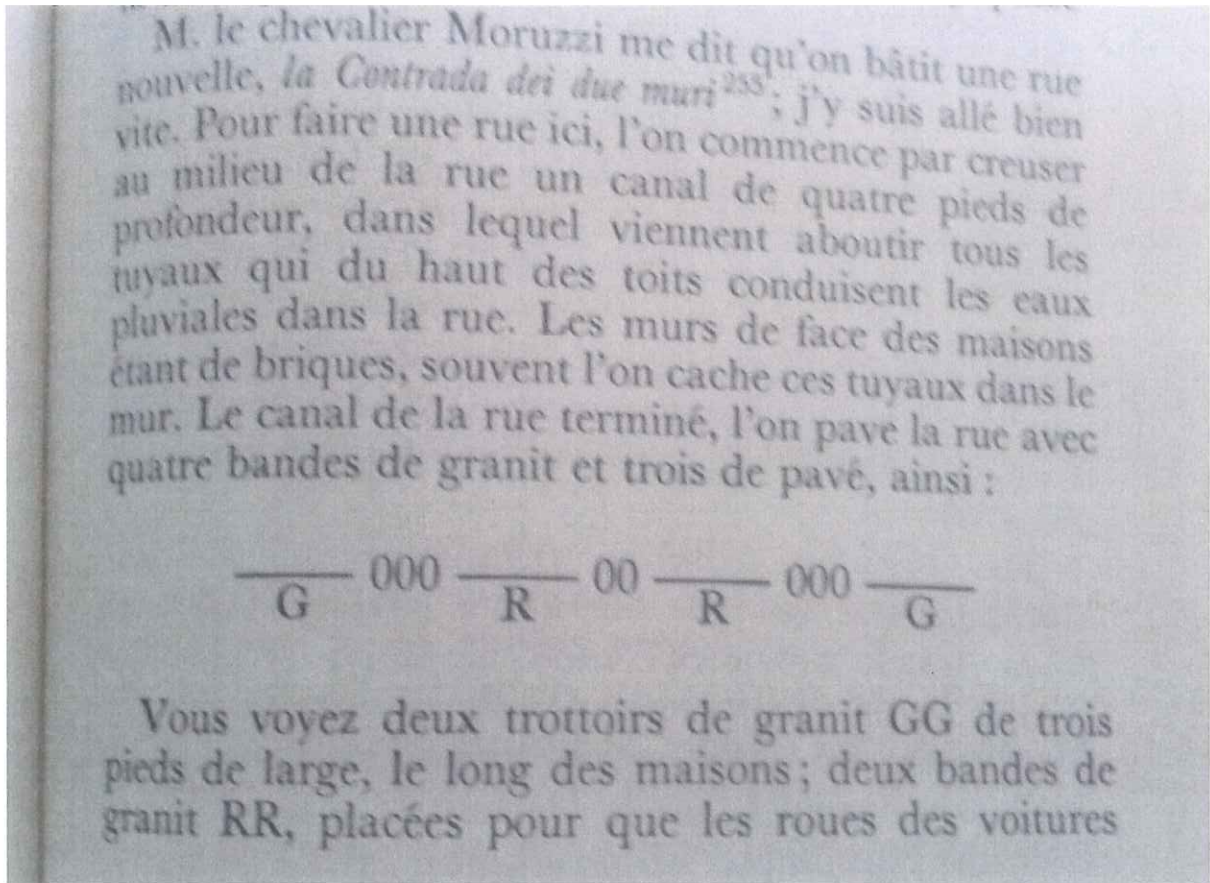 M. le chevalier Moruzzi me dit qu'on bâtit une rue
nouvelle, la Contrada dei due muri 255 ; j'y suis allé bien
vite. Pour faire une rue ici, l'on commence par creuser
au milieu de la rue un canal de quatre pieds de
profondeur, dans lequel viennent aboutir tous les
tuyaux qui du haut des toits conduisent les eaux
pluviales dans la rue. Les murs de face des maisons
étant de briques, souvent l'on cache ces tuyaux dans le
mur. Le canal de la rue terminé, l'on pave la rue avec
quatre bandes de granit et trois de pavé, ainsi :
000 00 000
G R R G
Vous voyez deux trottoirs de granit GG de trois
pieds de large, le long des maisons ; deux bandes de
granit RR, placées pour que les roues des voitures